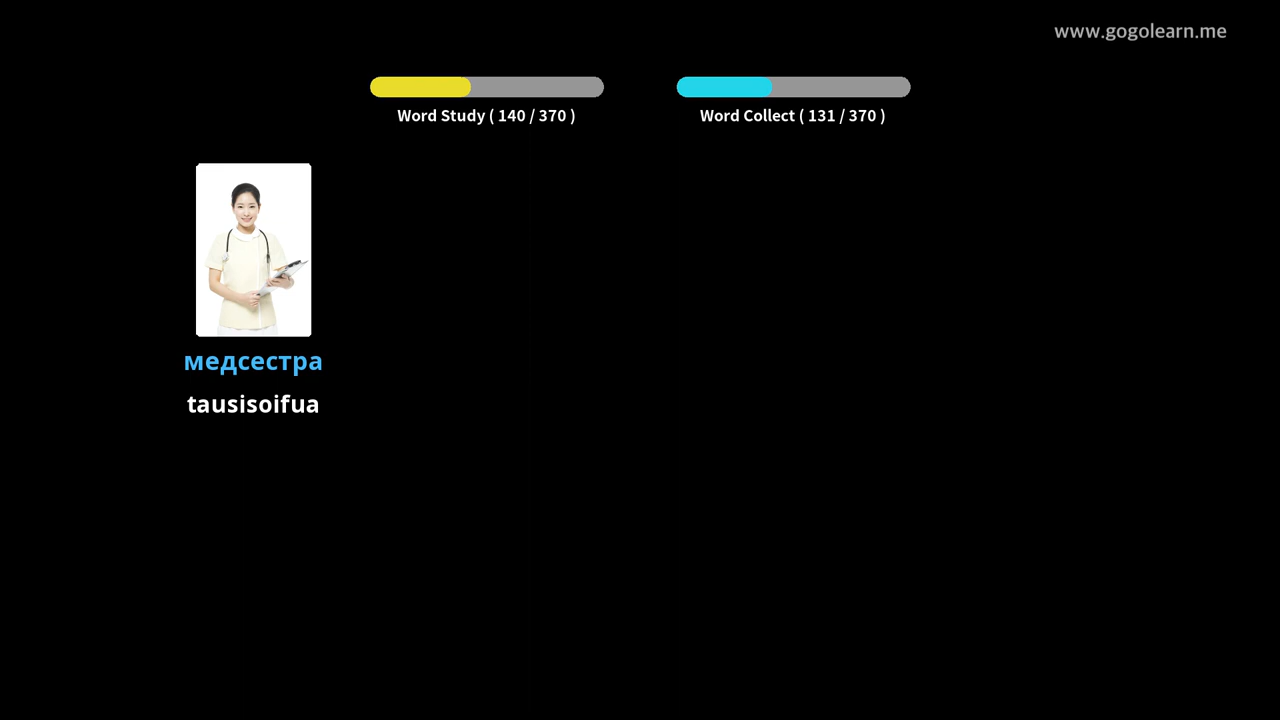 www.gogolearn.me
Word Study ( 140 / 370 )
Word Collect ( 131 / 370 )
медсестра
tausisoifua